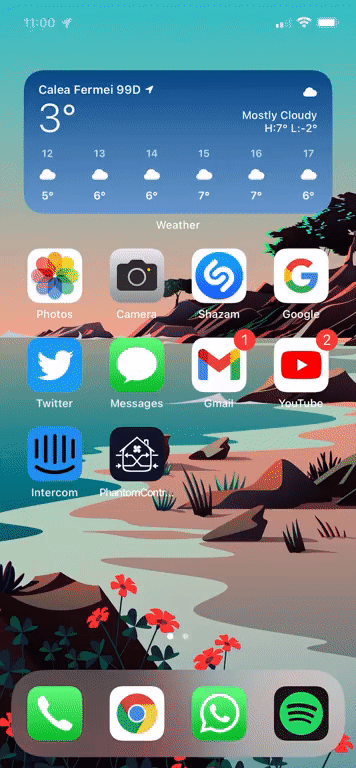 11:00
Calea Fermei 99D
3°
Mostly Cloudy
H:7° L:-2°
12 13 14 15 16 17
5° 6° 6° 7° 7° 6°
Weather
Photos Camera Shazam Google
1 2
Twitter Messages Gmail YouTube
Intercom PhantomContr...